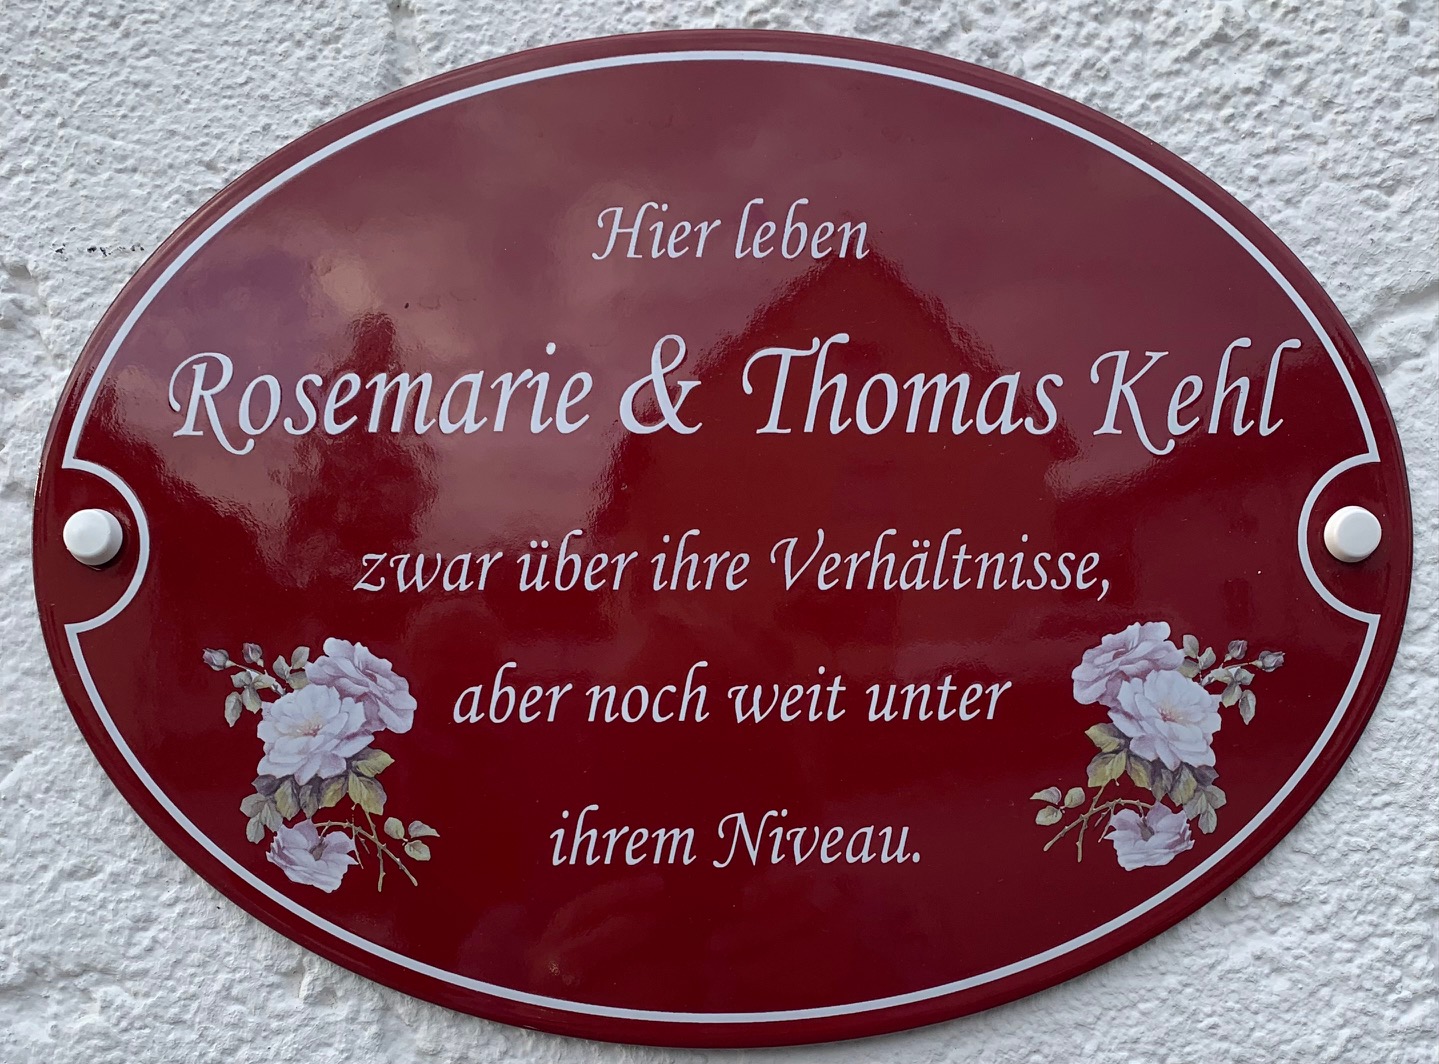 Hier leben
Rosemarie & Thomas Kehl
zwar über ihre Verhältnisse,
aber noch weit unter
ihrem Niveau.